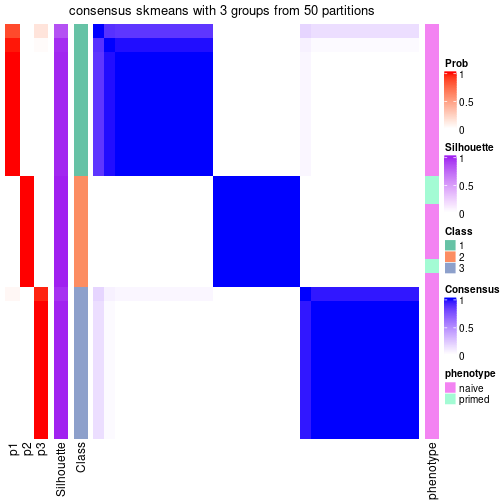 consensus skmeans with 3 groups from 50 partitions
Prob
1
0.5
0
Silhouette
1
0.5
0
Class
1
2
3
Consensus
1
0.5
0
phenotype
naive
primed
p1
p2
p3
Silhouette
Class
phenotype